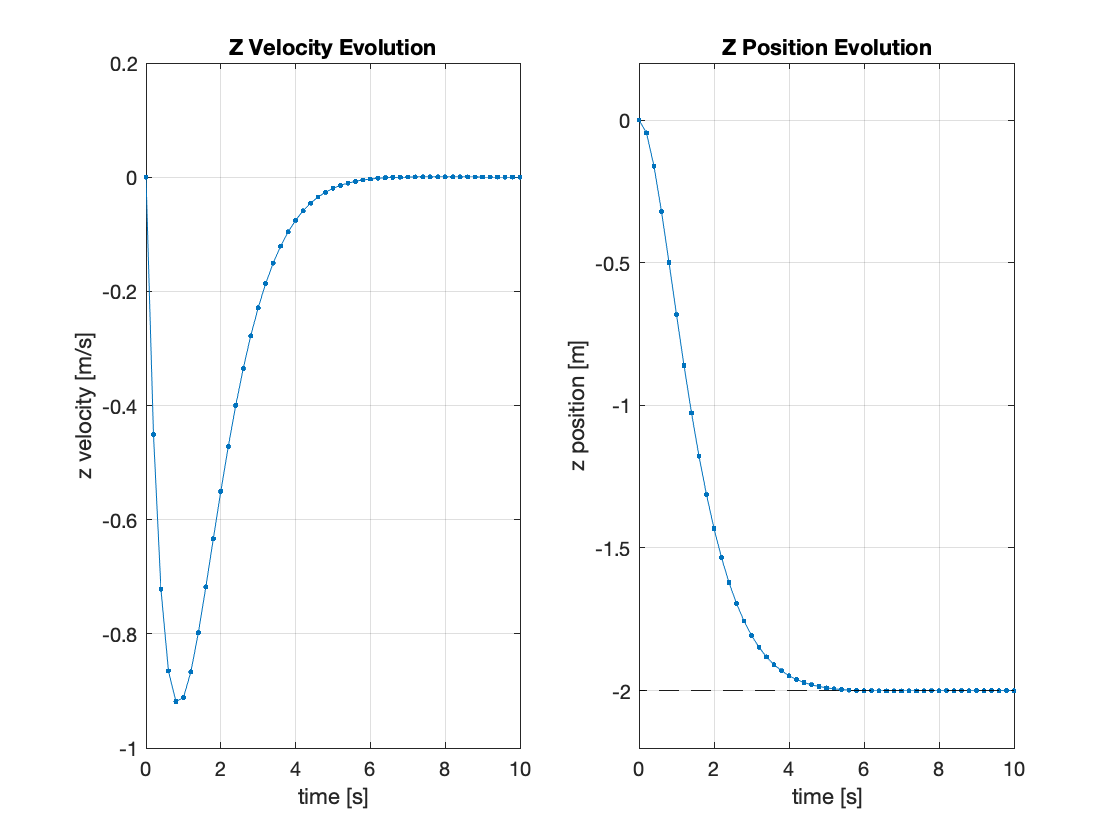 Z Velocity Evolution
0.2
0
-0.2
-0.4
-0.6
-0.8
-1
z velocity [m/s]
0 2 4 6 8 10
time [s]
Z Position Evolution
0
-0.5
-1
-1.5
-2
z position [m]
0 2 4 6 8 10
time [s]